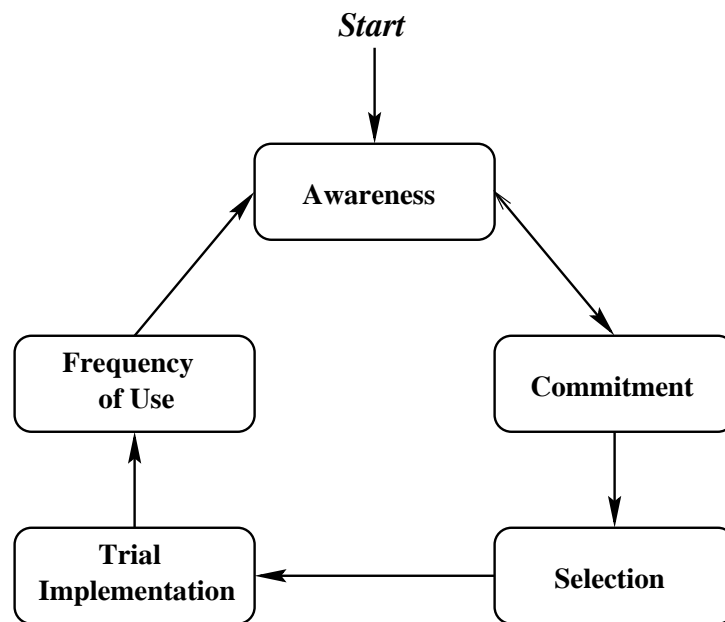 Start
Awareness
Frequency
of Use
Commitment
Trial
Implementation
Selection